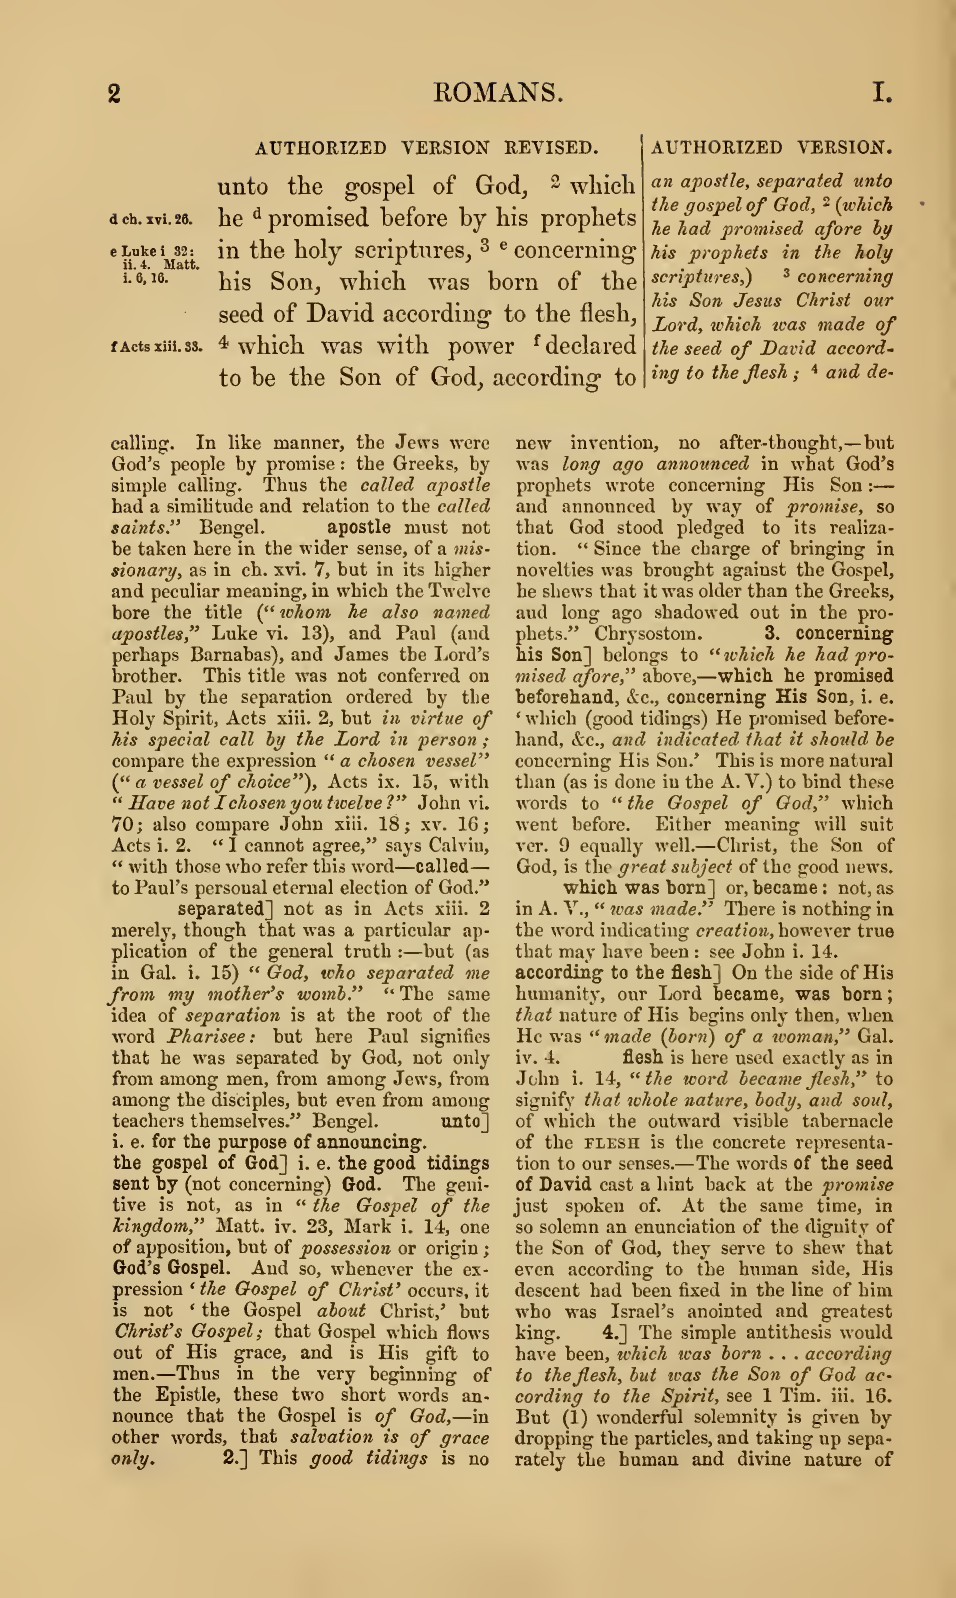 2 ROMANS. I.
AUTHORIZED VERSION REVISED.
unto the gospel of God, 2 which
d ch. xvi. 26. he d promised before by his prophets
e Luke i 32: in the holy scriptures, 3 e concerning
ii. 4. Matt.
i. 6, 16. his Son, which was born of the
seed of David according to the flesh,
f Acts xiii. 33. 4 which was with power f declared
to be the Son of God, according to
AUTHORIZED VERSION.
an apostle, separated unto
the gospel of God, 2 (which
he had promised afore by
his prophets in the holy
scriptures,) 3 concerning
his Son Jesus Christ our
Lord, which was made of
the seed of David accord-
ing to the flesh; 4 and de-
calling. In like manner, the Jews were
God's people by promise: the Greeks, by
simple calling. Thus the called apostle
had a similitude and relation to the called
saints." Bengel. apostle must not
be taken here in the wider sense, of a mis-
sionary, as in ch. xvi. 7, but in its higher
and peculiar meaning, in which the Twelve
bore the title ("whom he also named
apostles," Luke vi. 13), and Paul (and
perhaps Barnabas), and James the Lord's
brother. This title was not conferred on
Paul by the separation ordered by the
Holy Spirit, Acts xiii. 2, but in virtue of
his special call by the Lord in person;
compare the expression "a chosen vessel"
("a vessel of choice"), Acts ix. 15, with
"Have not I chosen you twelve?" John vi.
70; also compare John xiii. 18; xv. 16;
Acts i. 2. "I cannot agree," says Calvin,
"with those who refer this word—called—
to Paul's personal eternal election of God."
separated] not as in Acts xiii. 2
merely, though that was a particular ap-
plication of the general truth:—but (as
in Gal. i. 15) "God, who separated me
from my mother's womb." "The same
idea of separation is at the root of the
word Pharisee: but here Paul signifies
that he was separated by God, not only
from among men, from among Jews, from
among the disciples, but even from among
teachers themselves." Bengel. unto]
i. e. for the purpose of announcing.
the gospel of God] i. e. the good tidings
sent by (not concerning) God. The geni-
tive is not, as in "the Gospel of the
kingdom," Matt. iv. 23, Mark i. 14, one
of apposition, but of possession or origin;
God's Gospel. And so, whenever the ex-
pression 'the Gospel of Christ' occurs, it
is not 'the Gospel about Christ,' but
Christ's Gospel; that Gospel which flows
out of His grace, and is His gift to
men.—Thus in the very beginning of
the Epistle, these two short words an-
nounce that the Gospel is of God,—in
other words, that salvation is of grace
only. 2.] This good tidings is no
new invention, no after-thought,—but
was long ago announced in what God's
prophets wrote concerning His Son:—
and announced by way of promise, so
that God stood pledged to its realiza-
tion. "Since the charge of bringing in
novelties was brought against the Gospel,
he shews that it was older than the Greeks,
and long ago shadowed out in the pro-
phets." Chrysostom. 3. concerning
his Son] belongs to "which he had pro-
mised afore," above,—which he promised
beforehand, &c., concerning His Son, i. e.
'which (good tidings) He promised before-
hand, &c., and indicated that it should be
concerning His Son.' This is more natural
than (as is done in the A. V.) to bind these
words to "the Gospel of God," which
went before. Either meaning will suit
ver. 9 equally well.—Christ, the Son of
God, is the great subject of the good news.
which was born] or, became: not, as
in A. V., "was made." There is nothing in
the word indicating creation, however true
that may have been: see John i. 14.
according to the flesh] On the side of His
humanity, our Lord became, was born;
that nature of His begins only then, when
He was "made (born) of a woman," Gal.
iv. 4. flesh is here used exactly as in
John i. 14, "the word became flesh," to
signify that whole nature, body, and soul,
of which the outward visible tabernacle
of the FLESH is the concrete representa-
tion to our senses.—The words of the seed
of David cast a hint back at the promise
just spoken of. At the same time, in
so solemn an enunciation of the dignity of
the Son of God, they serve to shew that
even according to the human side, His
descent had been fixed in the line of him
who was Israel's anointed and greatest
king. 4.] The simple antithesis would
have been, which was born . . . according
to the flesh, but was the Son of God ac-
cording to the Spirit, see 1 Tim. iii. 16.
But (1) wonderful solemnity is given by
dropping the particles, and taking up sepa-
rately the human and divine nature of